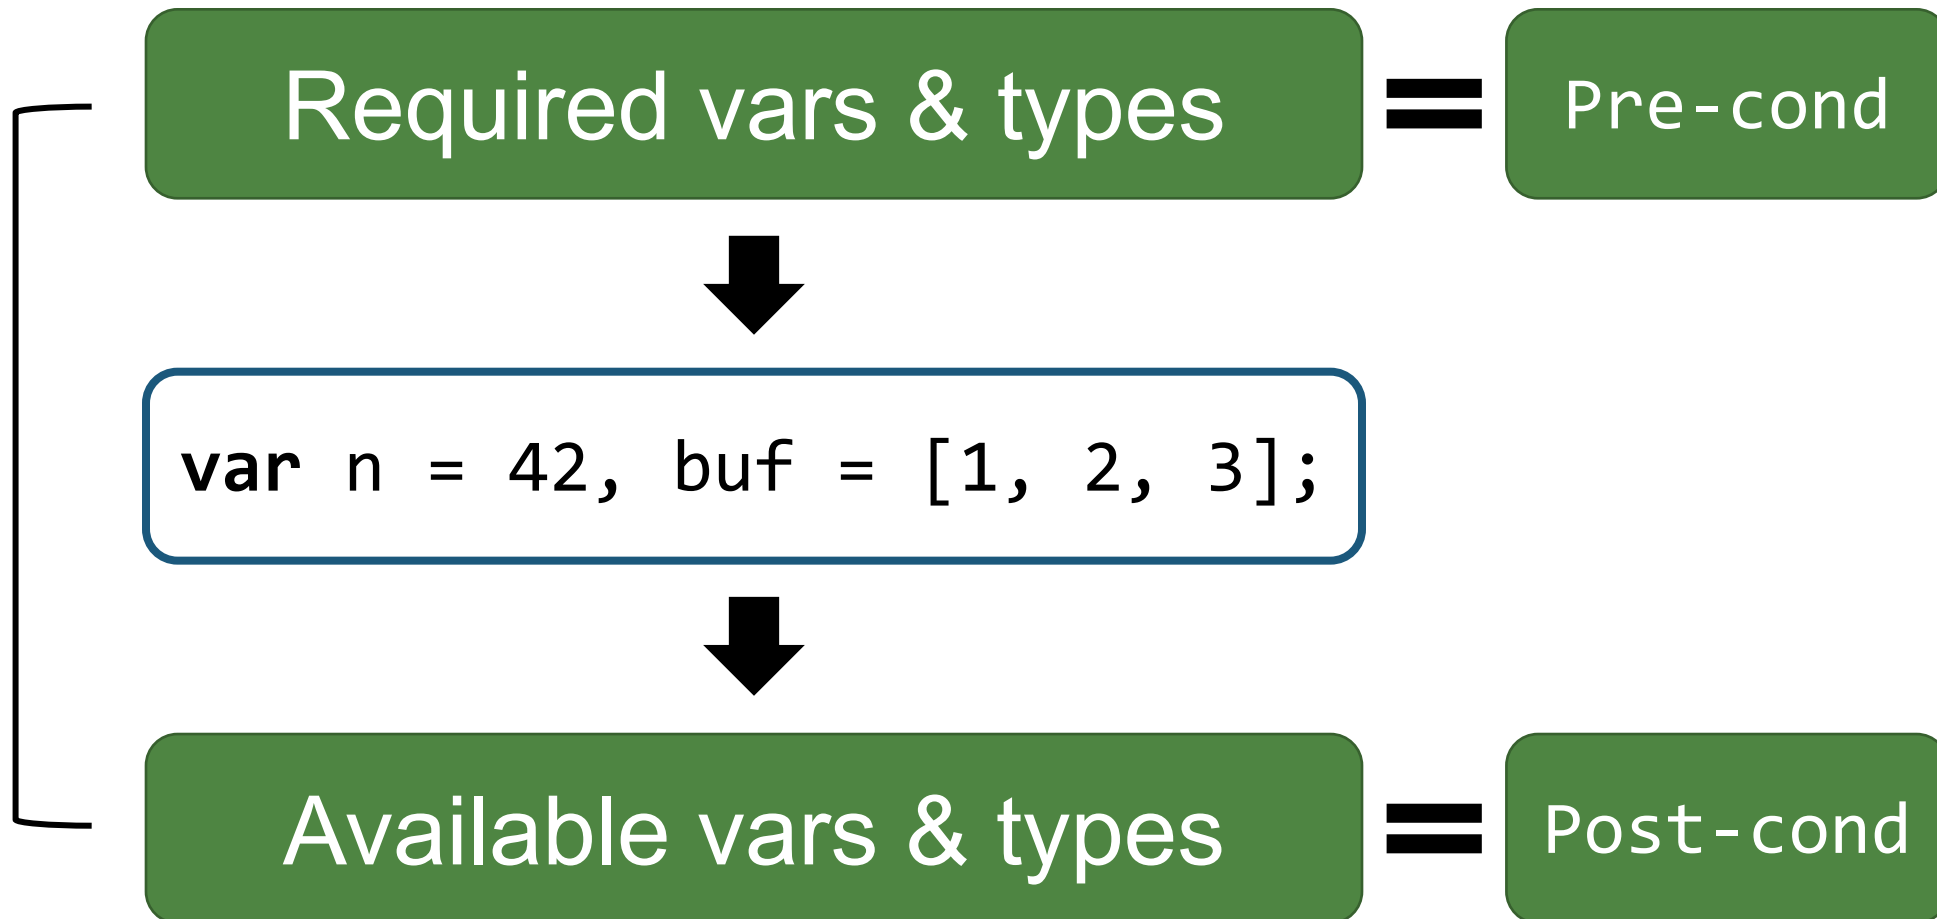 Required vars & types = Pre-cond
var n = 42, buf = [1, 2, 3];
Available vars & types = Post-cond